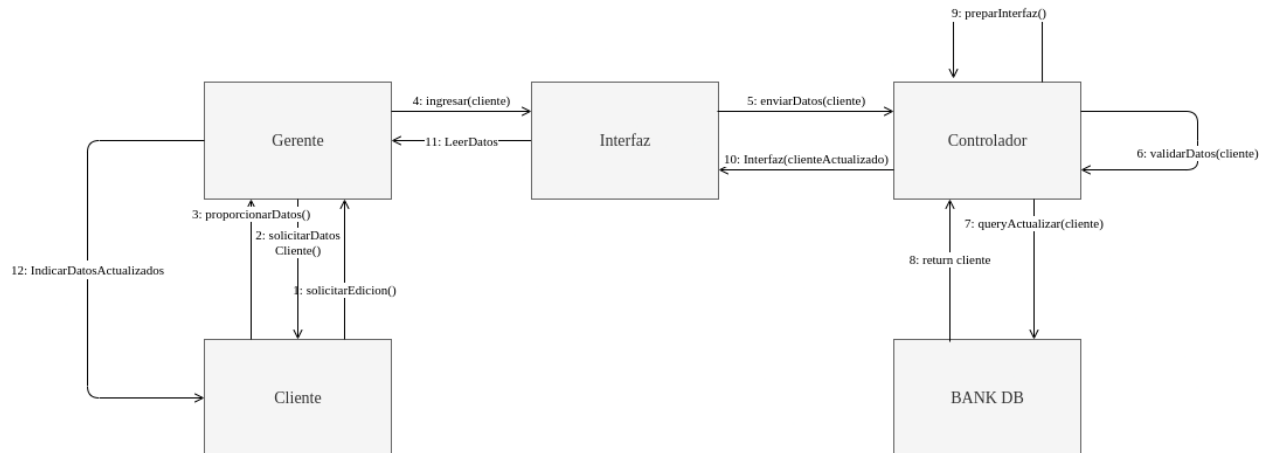 9: preparInterfaz()
4: ingresar(cliente)
5: enviarDatos(cliente)
Gerente
Interfaz
Controlador
11: LeerDatos
6: validarDatos(cliente)
10: Interfaz(clienteActualizado)
3: proporcionarDatos()
7: queryActualizar(cliente)
2: solicitarDatos
Cliente()
8: return cliente
12: IndicarDatosActualizados
1: solicitarEdicion()
Cliente
BANK DB